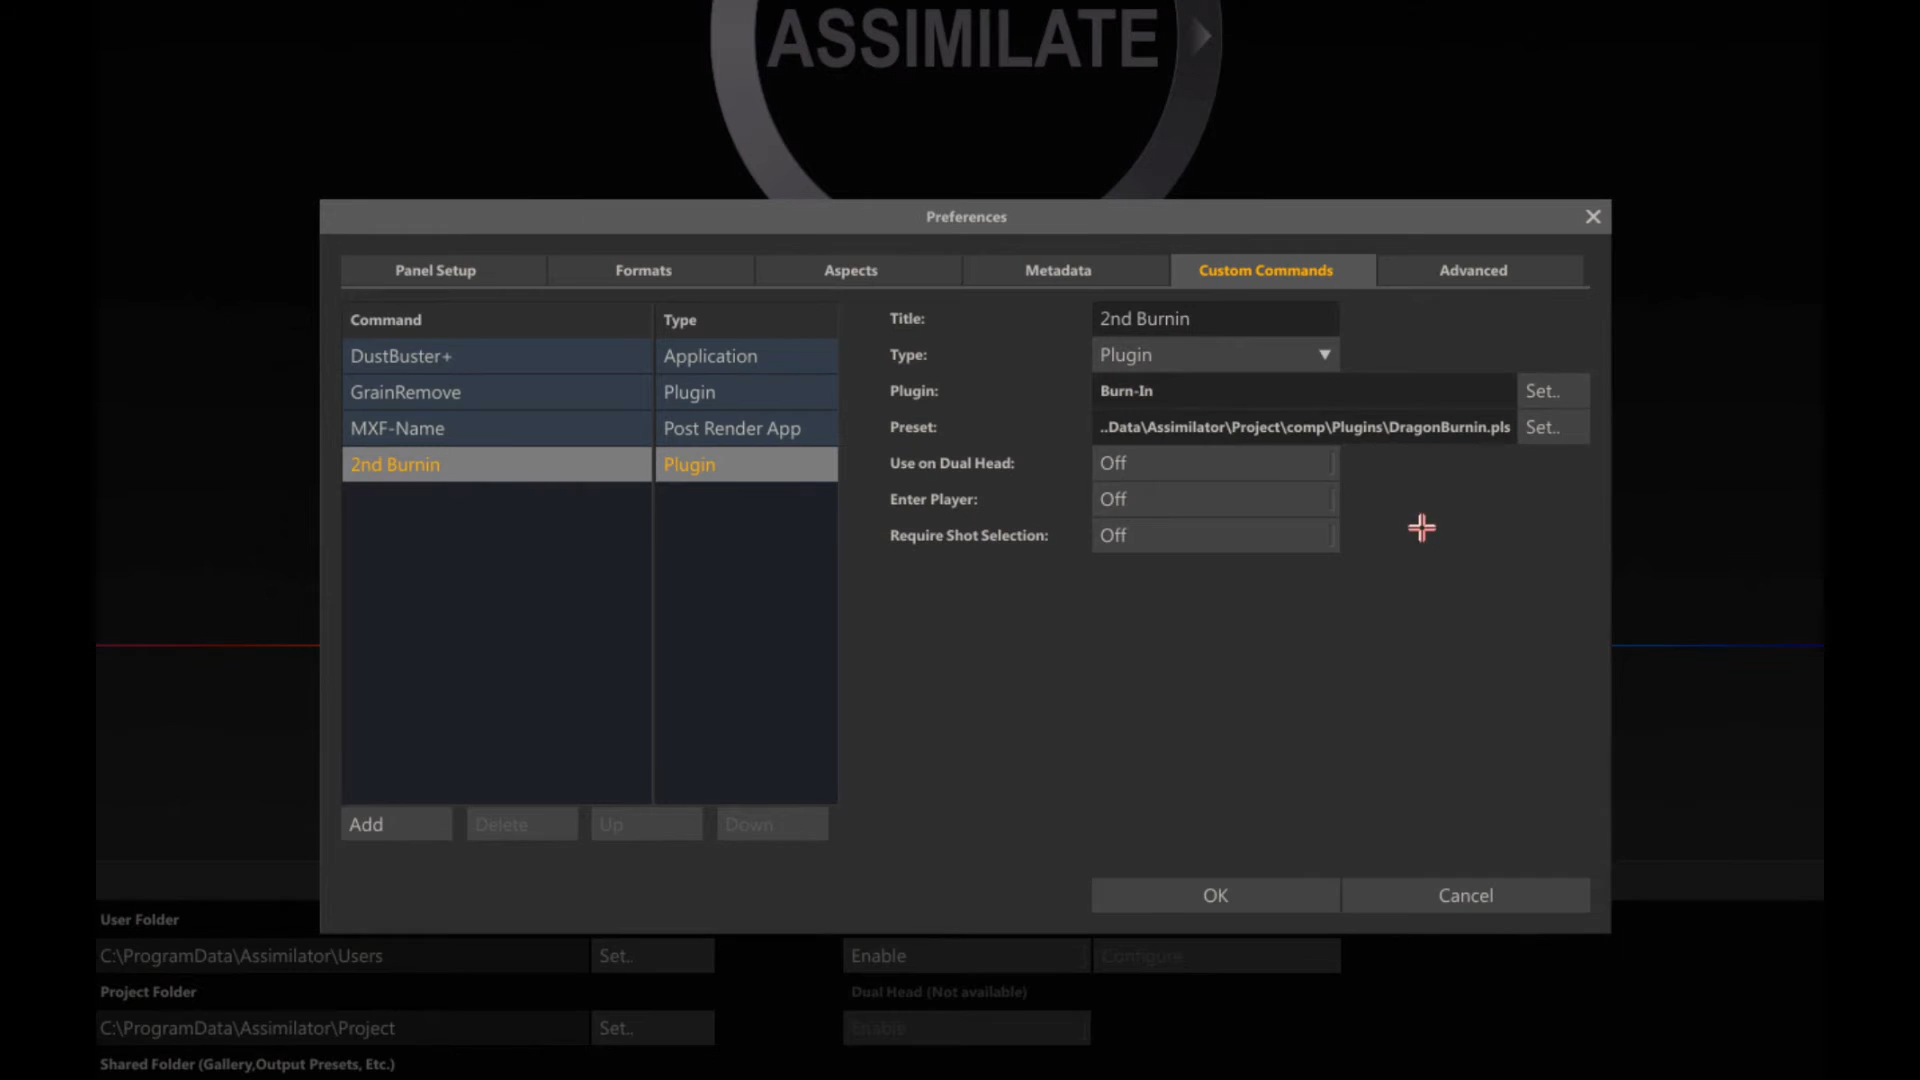 ASSIMILATE
Preferences
Panel Setup
Formats
Aspects
Metadata
Custom Commands
Advanced
Command Type
DustBuster+ Application
GrainRemove Plugin
MXF-Name Post Render App
2nd Burnin Plugin
Add
Delete
Up
Down
Title: 2nd Burnin
Type: Plugin
Plugin: Burn-In Set..
Preset: ..Data\Assimilator\Project\comp\Plugins\DragonBurnin.pls Set..
Use on Dual Head: Off
Enter Player: Off
Require Shot Selection: Off
OK
Cancel
User Folder
C:\ProgramData\Assimilator\Users Set..
Enable
Configure..
Project Folder
Dual Head (Not available)
C:\ProgramData\Assimilator\Project Set..
Enable
Shared Folder (Gallery,Output Presets, Etc.)